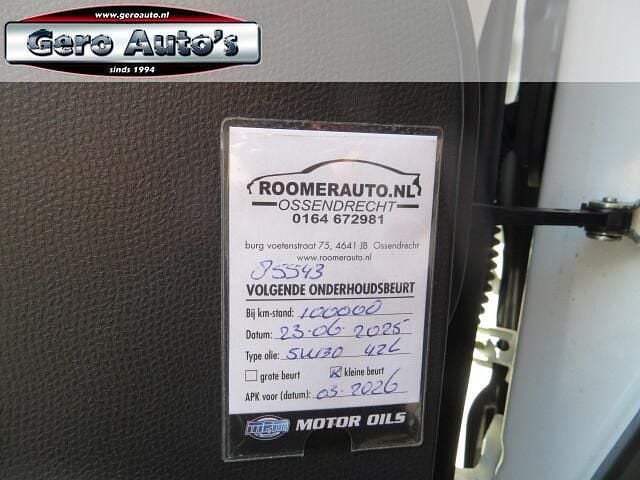 www.geroauto.nl
Gero Auto's
sinds 1994
ROOMERAUTO.NL
OSSENDRECHT
0164 672981
burg voetenstraat 75, 4641 JB Ossendrecht
www.roomerauto.nl
85543
VOLGENDE ONDERHOUDSBEURT
Bij km-stand: 100000
Datum: 23-06-2025
Type olie: 5W30 4,2L
grote beurt kleine beurt
APK voor (datum): 03-2026
MOTOR OILS